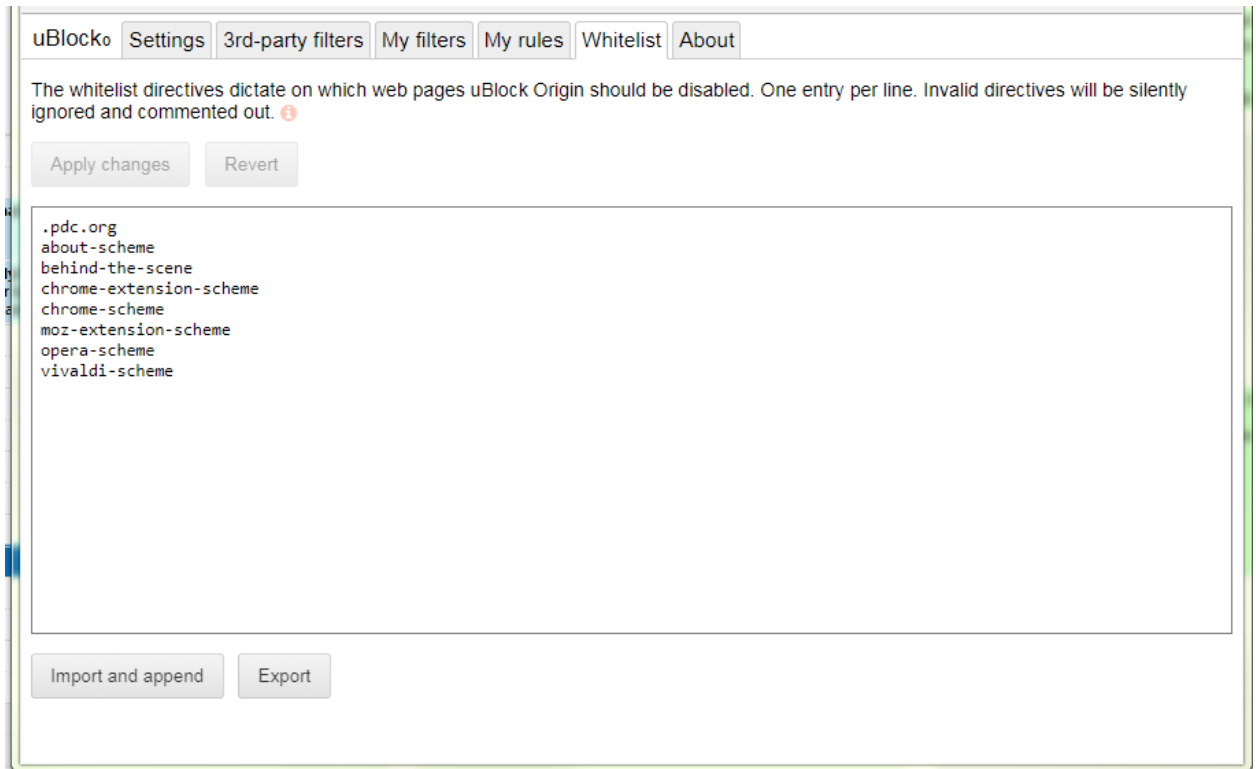 uBlock₀ Settings 3rd-party filters My filters My rules Whitelist About
The whitelist directives dictate on which web pages uBlock Origin should be disabled. One entry per line. Invalid directives will be silently
ignored and commented out.
Apply changes Revert
.pdc.org
about-scheme
behind-the-scene
chrome-extension-scheme
chrome-scheme
moz-extension-scheme
opera-scheme
vivaldi-scheme
Import and append Export